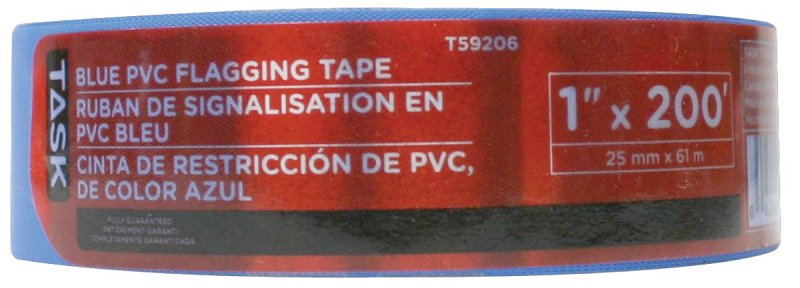 TASK
T59206
BLUE PVC FLAGGING TAPE
RUBAN DE SIGNALISATION EN
PVC BLEU
CINTA DE RESTRICCIÓN DE PVC,
DE COLOR AZUL
1" x 200'
25 mm x 61 m
FULLY GUARANTEED
ENTIÈREMENT GARANTI
COMPLETAMENTE GARANTIZADA